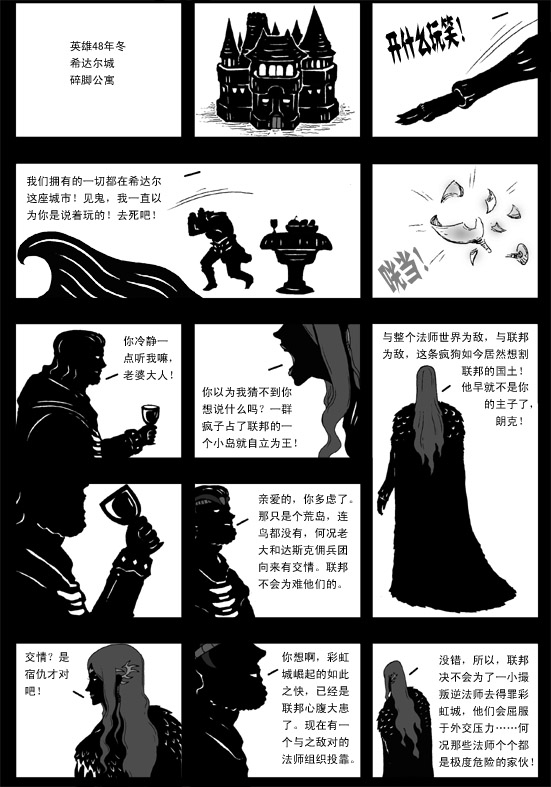 英雄48年冬
希达尔城
碎脚公寓
开什么玩笑！
我们拥有的一切都在希达尔
这座城市！见鬼，我一直以
为你是说着玩的！去死吧！
咣当！
你冷静一
点听我嘛，
老婆大人！
你以为我猜不到你
想说什么吗？一群
疯子占了联邦的一
个小岛就自立为王！
与整个法师世界为敌，与联邦
为敌，这条疯狗如今居然想割
联邦的国土！
他早就不是你
的主子了，
朗克！
亲爱的，你多虑了。
那只是个荒岛，连
鸟都没有，何况老
大和达斯克佣兵团
向来有交情。联邦
不会为难他们的。
交情？是
宿仇才对
吧！
你想啊，彩虹
城崛起的如此
之快，已经是
联邦心腹大患
了。现在有一
个与之敌对的
法师组织投靠。
没错，所以，联邦
决不会为了一小撮
叛逆法师去得罪彩
虹城，他们会屈服
于外交压力……何
况那些法师个个都
是极度危险的家伙！